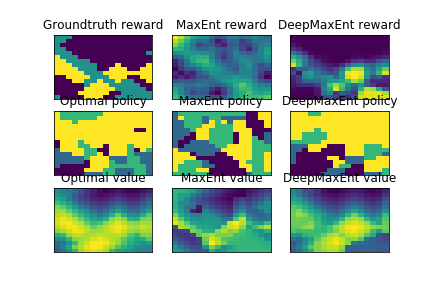 Groundtruth reward MaxEnt reward DeepMaxEnt reward
Optimal policy MaxEnt policy DeepMaxEnt policy
Optimal value MaxEnt value DeepMaxEnt value